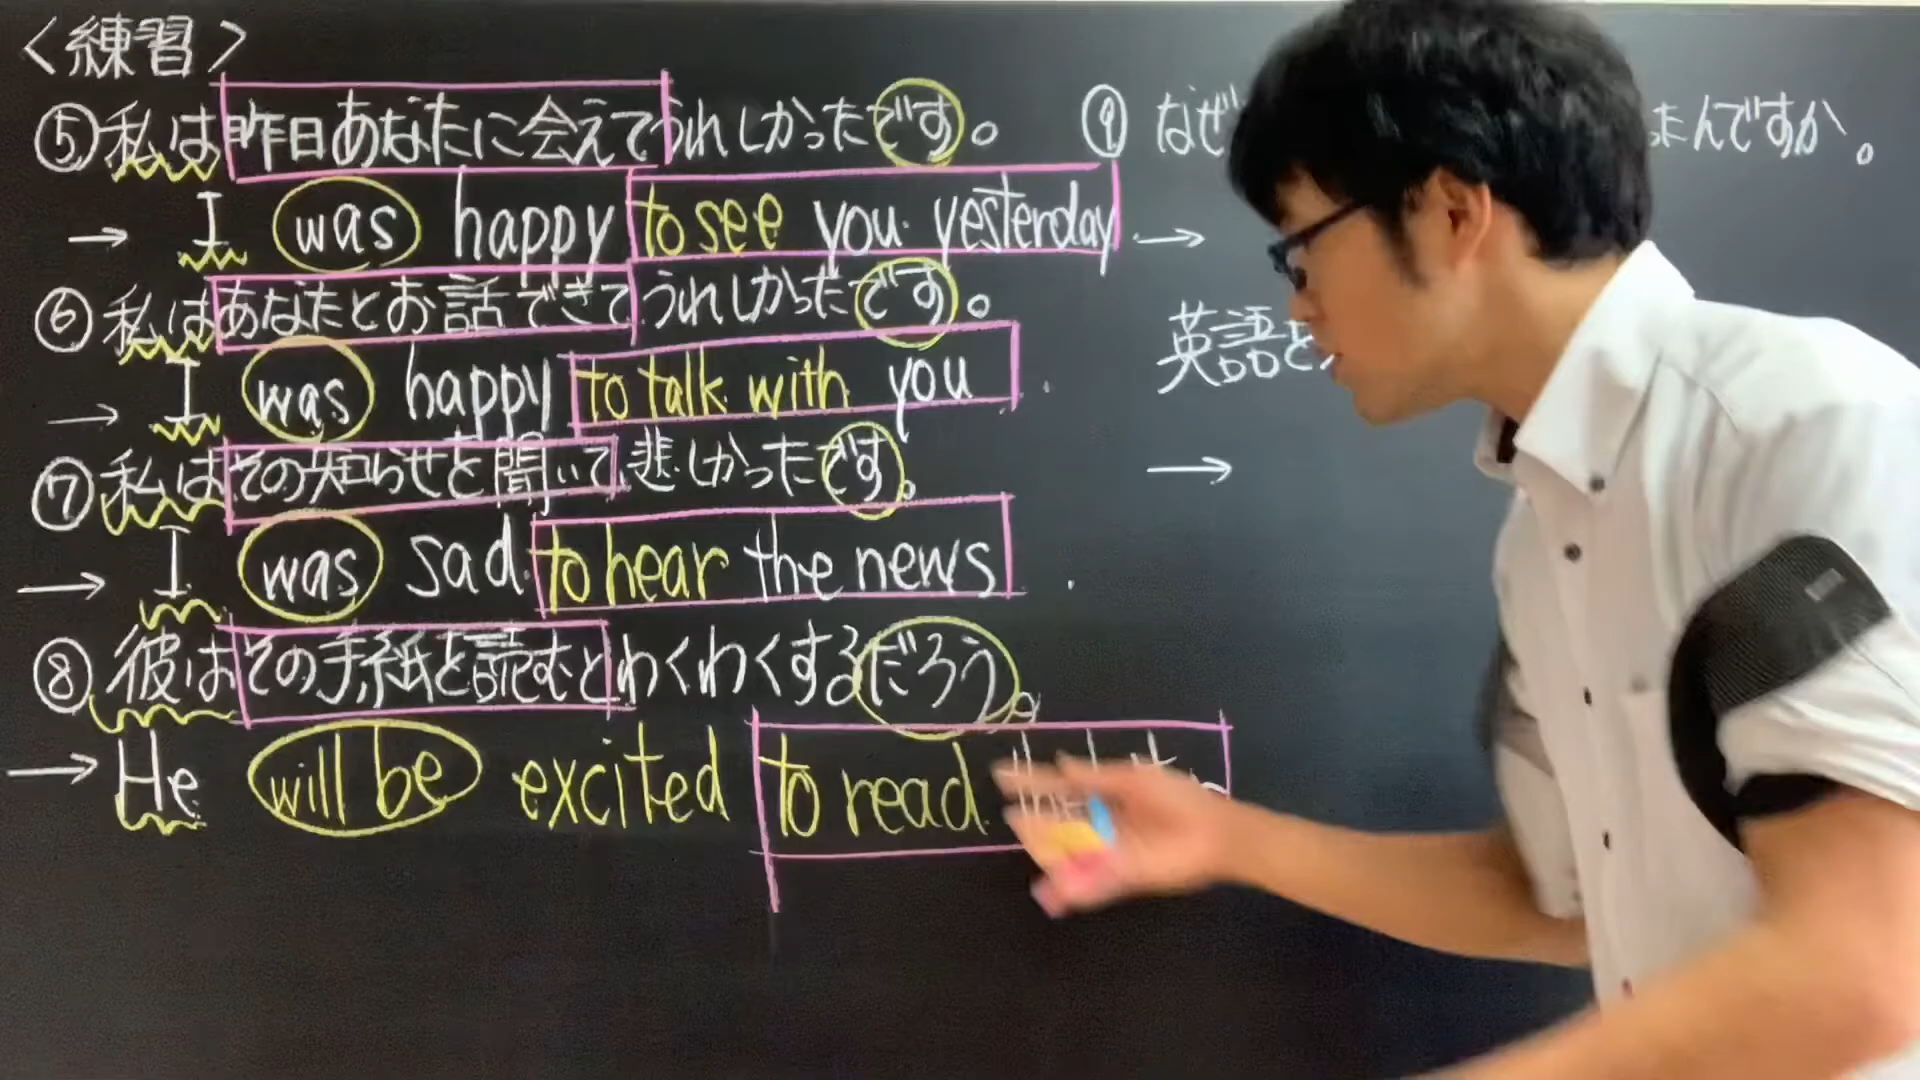 <練習>
⑤私は昨日あなたに会えてうれしかったです。
→ I was happy to see you yesterday.
⑥私はあなたとお話できてうれしかったです。
→ I was happy to talk with you.
⑦私はその知らせを聞いて悲しかったです。
→ I was sad to hear the news.
⑧彼はその手紙を読むとわくわくするだろう。
→ He will be excited to read
⑨ なぜ たんですか。
→
英語を
→